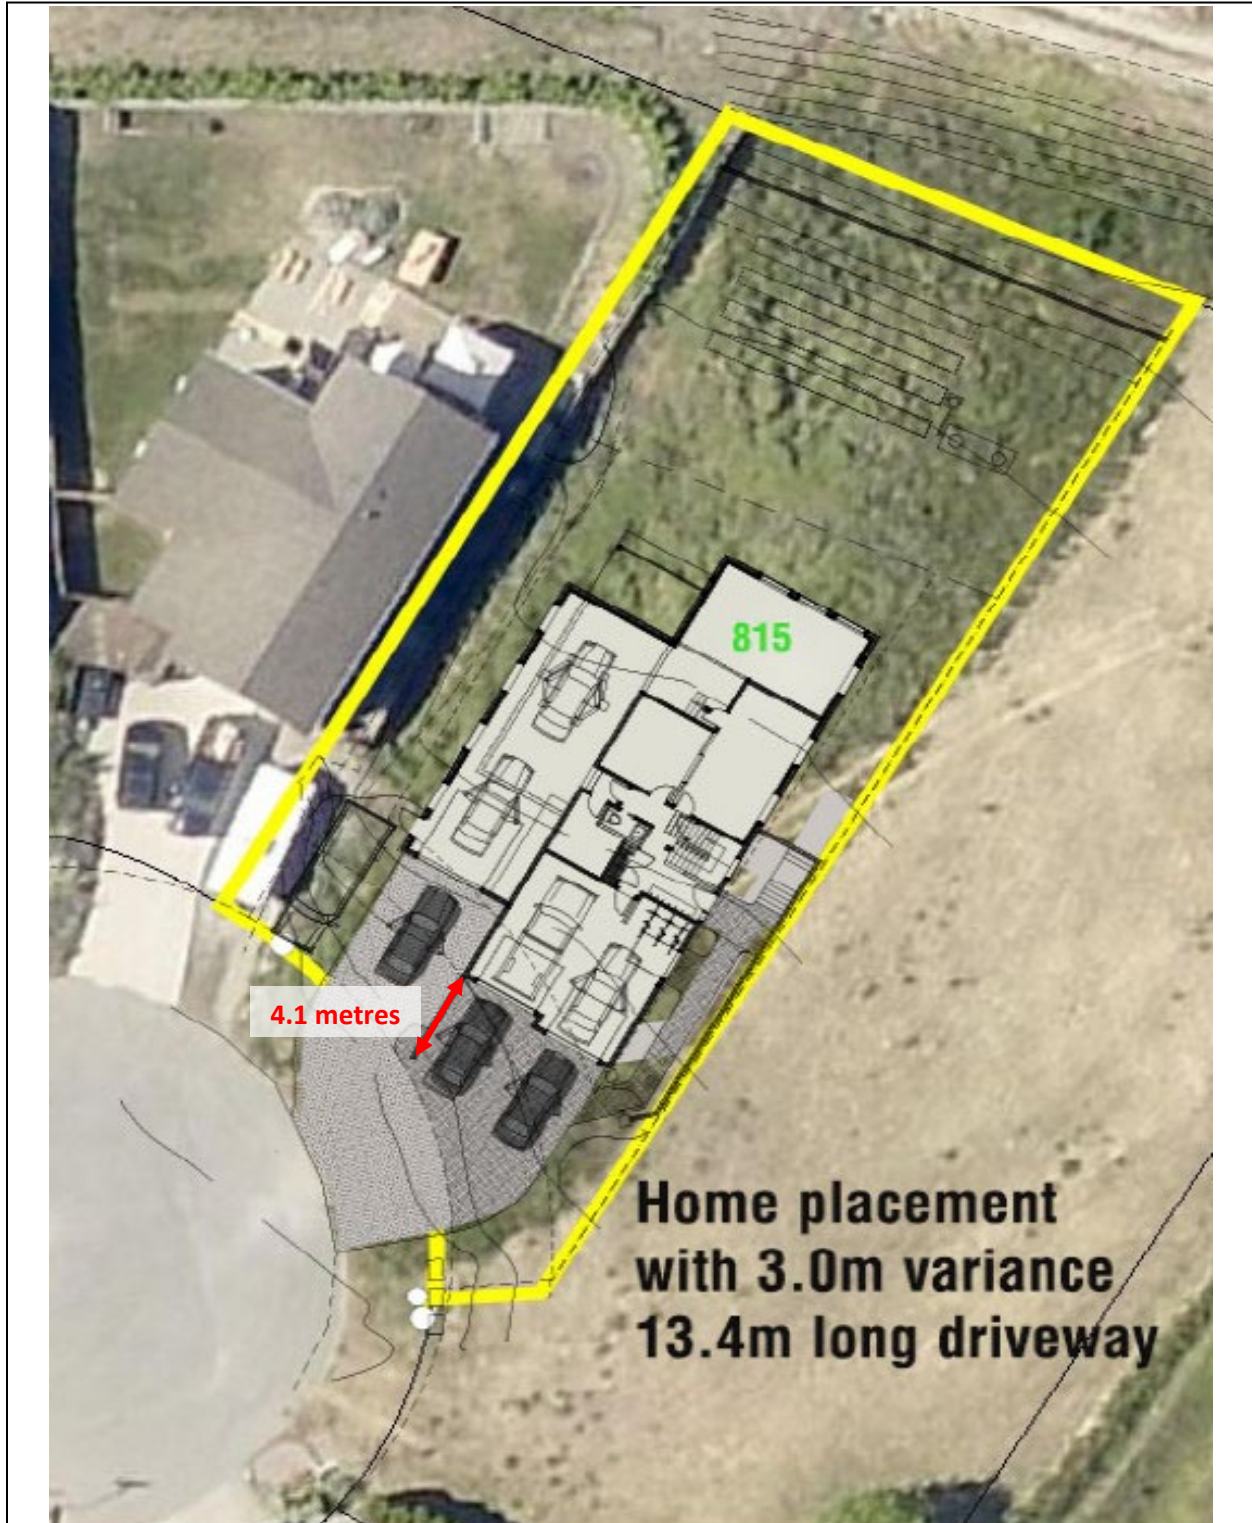 815
4.1 metres
Home placement
with 3.0m variance
13.4m long driveway